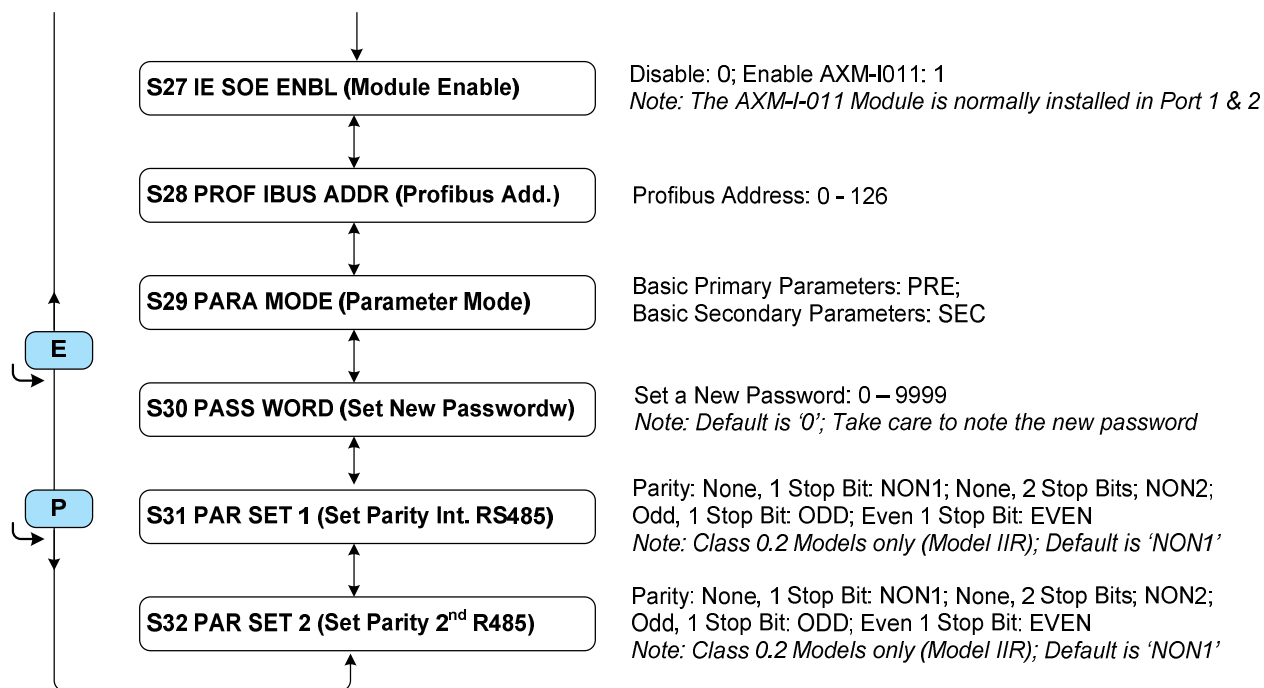 S27 IE SOE ENBL (Module Enable)
Disable: 0; Enable AXM-I011: 1
Note: The AXM-I-011 Module is normally installed in Port 1 & 2
S28 PROF IBUS ADDR (Profibus Add.)
Profibus Address: 0 - 126
S29 PARA MODE (Parameter Mode)
Basic Primary Parameters: PRE;
Basic Secondary Parameters: SEC
E
S30 PASS WORD (Set New Passwordw)
Set a New Password: 0 – 9999
Note: Default is ‘0’; Take care to note the new password
P
S31 PAR SET 1 (Set Parity Int. RS485)
Parity: None, 1 Stop Bit: NON1; None, 2 Stop Bits; NON2;
Odd, 1 Stop Bit: ODD; Even 1 Stop Bit: EVEN
Note: Class 0.2 Models only (Model IIR); Default is ‘NON1’
S32 PAR SET 2 (Set Parity 2nd R485)
Parity: None, 1 Stop Bit: NON1; None, 2 Stop Bits; NON2;
Odd, 1 Stop Bit: ODD; Even 1 Stop Bit: EVEN
Note: Class 0.2 Models only (Model IIR); Default is ‘NON1’